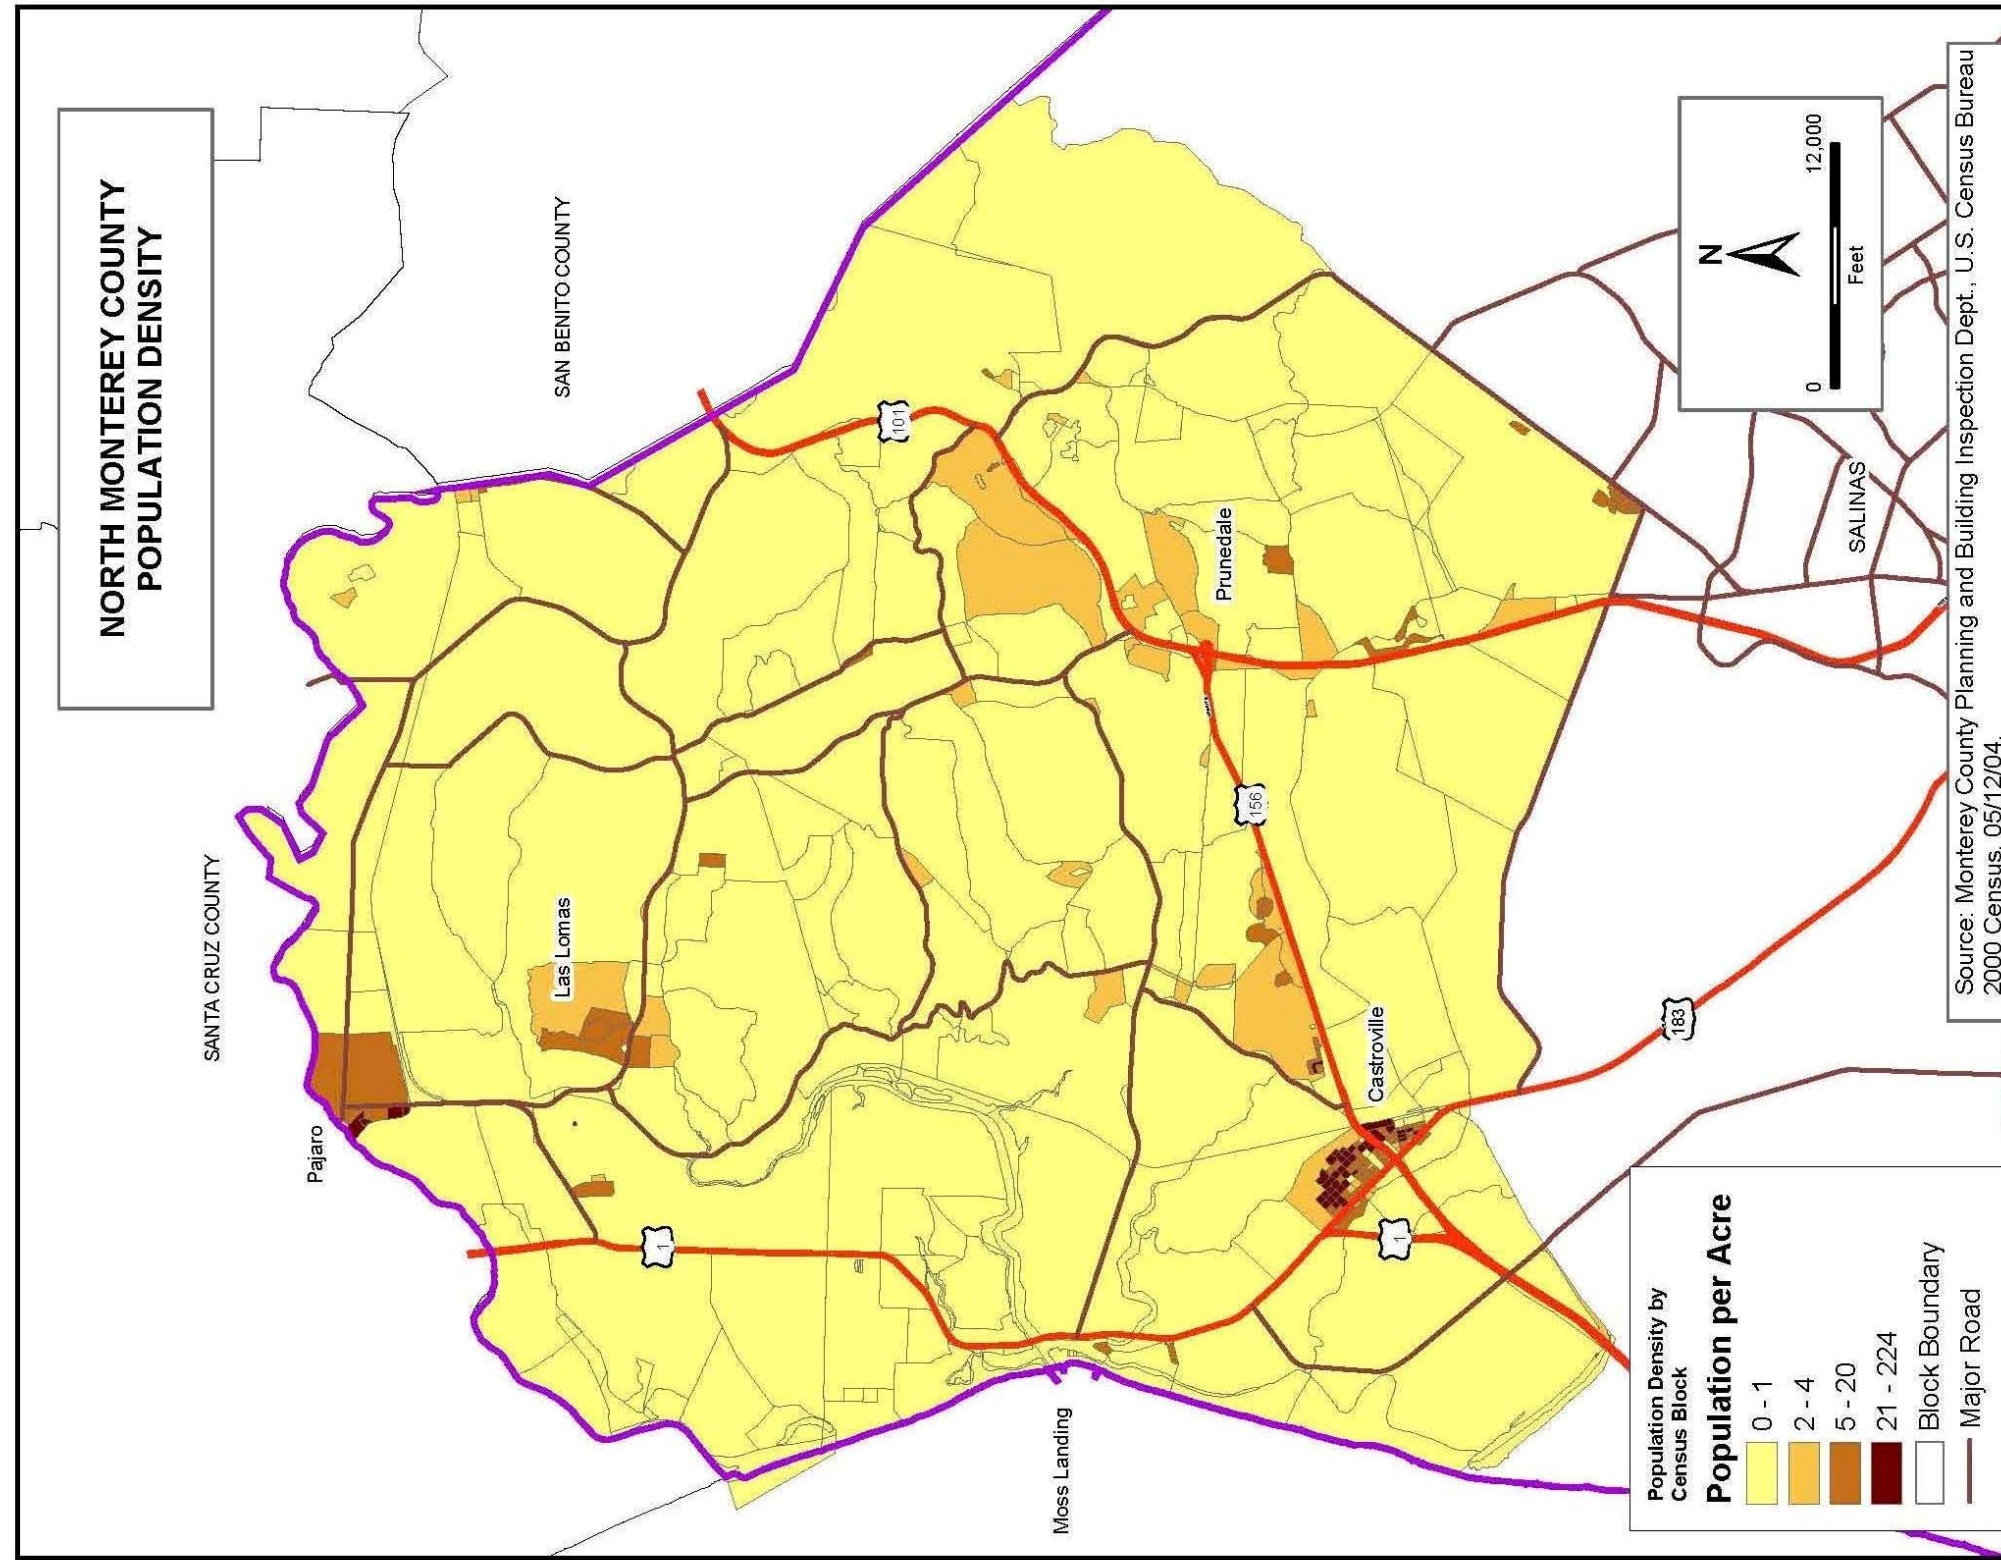 NORTH MONTEREY COUNTY
POPULATION DENSITY
SANTA CRUZ COUNTY
SAN BENITO COUNTY
Pajaro
Las Lomas
101
1
Prunedale
156
Moss Landing
Castroville
1
183
SALINAS
N
0
12,000
Feet
Population Density by
Census Block
Population per Acre
0 - 1
2 - 4
5 - 20
21 - 224
Block Boundary
Major Road
Source: Monterey County Planning and Building Inspection Dept., U.S. Census Bureau
2000 Census, 05/12/04.